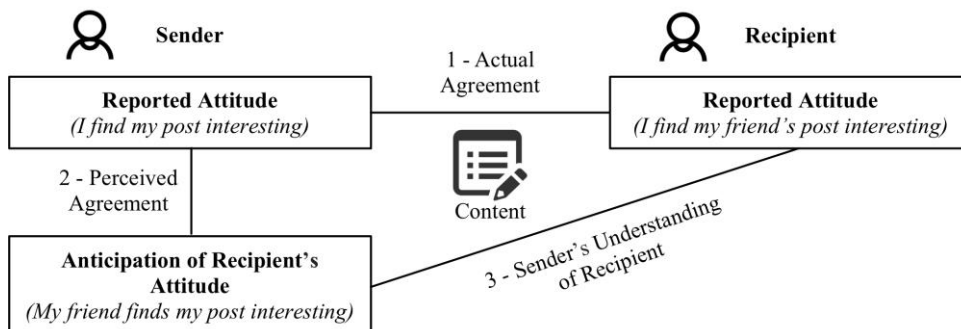 Sender
Recipient
1 - Actual
Agreement
Reported Attitude
(I find my post interesting)
Reported Attitude
(I find my friend's post interesting)
2 - Perceived
Agreement
Content
3 - Sender's Understanding
of Recipient
Anticipation of Recipient's
Attitude
(My friend finds my post interesting)